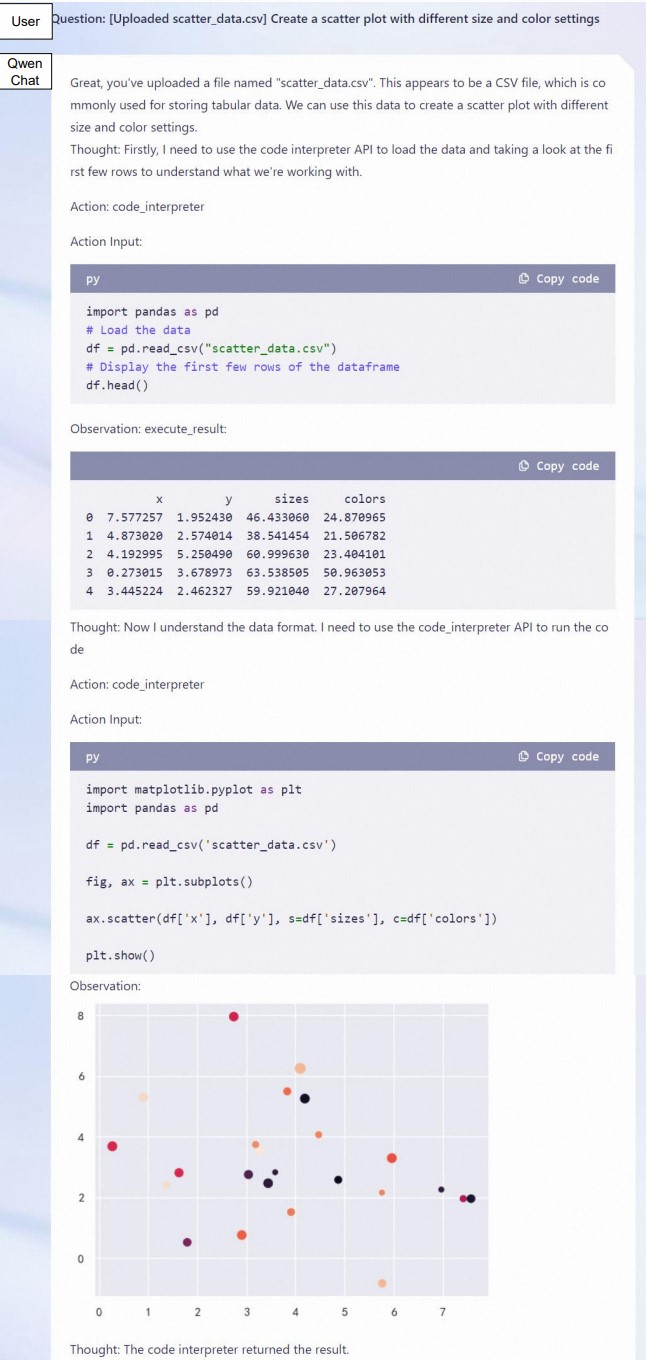 User
Question: [Uploaded scatter_data.csv] Create a scatter plot with different size and color settings
Qwen
Chat
Great, you've uploaded a file named "scatter_data.csv". This appears to be a CSV file, which is co
mmonly used for storing tabular data. We can use this data to create a scatter plot with different
size and color settings.
Thought: Firstly, I need to use the code interpreter API to load the data and taking a look at the fi
rst few rows to understand what we're working with.
Action: code_interpreter
Action Input:
py Copy code
import pandas as pd
# Load the data
df = pd.read_csv("scatter_data.csv")
# Display the first few rows of the dataframe
df.head()
Observation: execute_result:
Copy code
x y sizes colors
0 7.577257 1.952430 46.433060 24.870965
1 4.873020 2.574014 38.541454 21.506782
2 4.192995 5.250490 60.999630 23.404101
3 0.273015 3.678973 63.538505 50.963053
4 3.445224 2.462327 59.921040 27.207964
Thought: Now I understand the data format. I need to use the code_interpreter API to run the co
de
Action: code_interpreter
Action Input:
py Copy code
import matplotlib.pyplot as plt
import pandas as pd
df = pd.read_csv('scatter_data.csv')
fig, ax = plt.subplots()
ax.scatter(df['x'], df['y'], s=df['sizes'], c=df['colors'])
plt.show()
Observation:
8
6
4
2
0
0 1 2 3 4 5 6 7
Thought: The code interpreter returned the result.